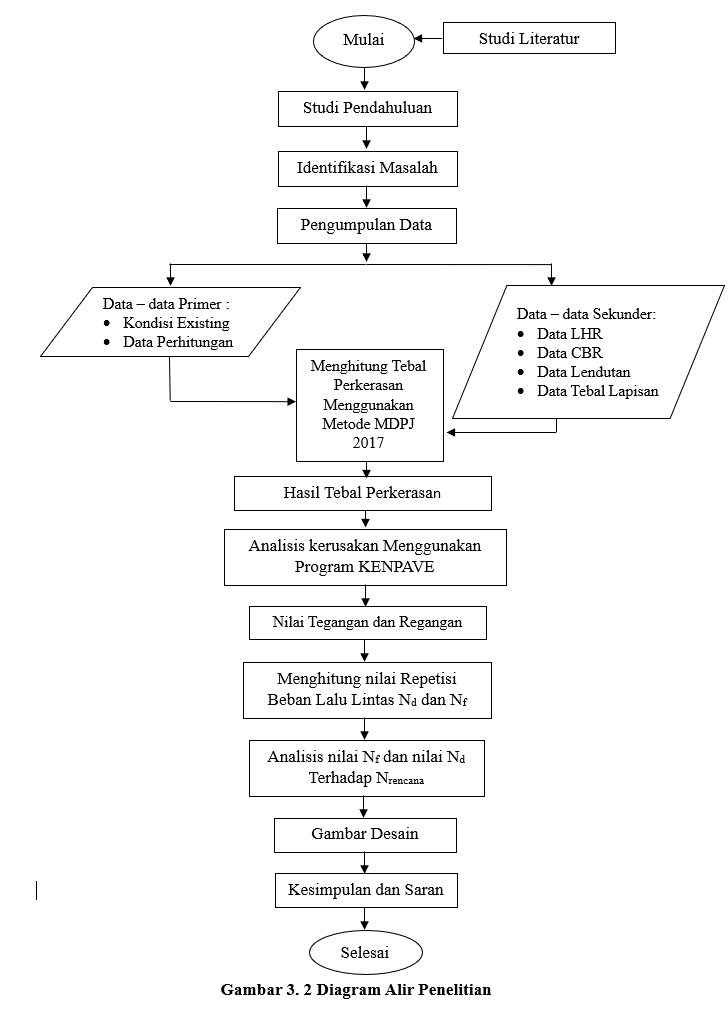 Mulai
Studi Literatur
Studi Pendahuluan
Identifikasi Masalah
Pengumpulan Data
Data – data Primer :
• Kondisi Existing
• Data Perhitungan
Data – data Sekunder:
• Data LHR
• Data CBR
• Data Lendutan
• Data Tebal Lapisan
Menghitung Tebal
Perkerasan
Menggunakan
Metode MDPJ
2017
Hasil Tebal Perkerasan
Analisis kerusakan Menggunakan
Program KENPAVE
Nilai Tegangan dan Regangan
Menghitung nilai Repetisi
Beban Lalu Lintas Nd dan Nf
Analisis nilai Nf dan nilai Nd
Terhadap Nrencana
Gambar Desain
Kesimpulan dan Saran
Selesai
Gambar 3. 2 Diagram Alir Penelitian